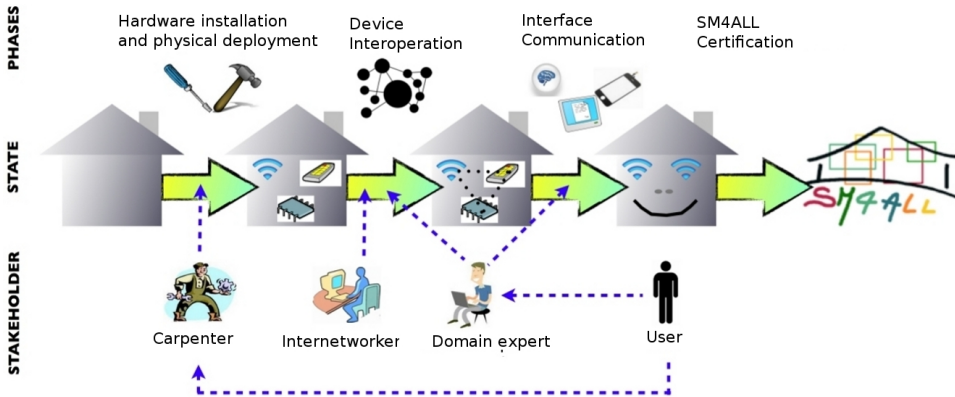 PHASES
Hardware installation
and physical deployment
Device
Interoperation
Interface
Communication
SM4ALL
Certification
STATE
SM4ALL
STAKEHOLDER
Carpenter
Internetworker
Domain expert
User